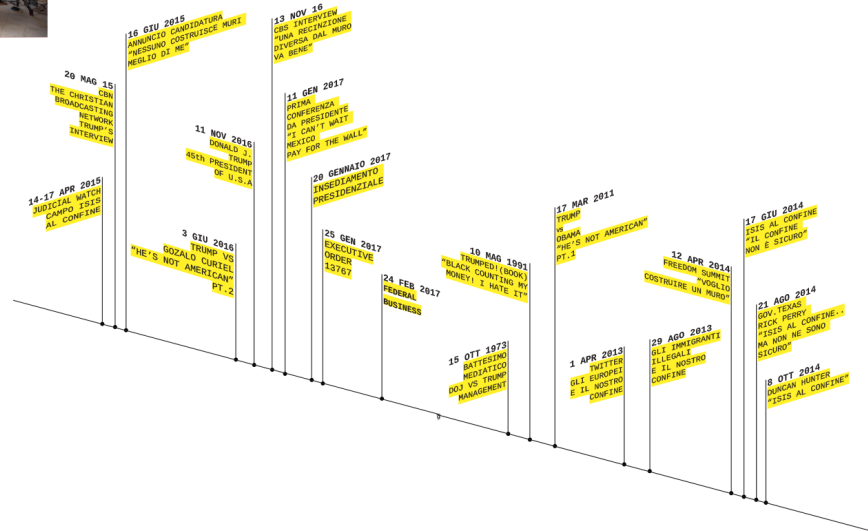 16 GIU 2015
ANNUNCIO CANDIDATURA
“NESSUNO COSTRUISCE MURI
MEGLIO DI ME”
13 NOV 16
CBS INTERVIEW
“UNA RECINZIONE
DIVERSA DAL MURO
VA BENE”
20 MAG 15
CBN
THE CHRISTIAN
BROADCASTING
NETWORK
TRUMP’S
INTERVIEW
11 GEN 2017
PRIMA
CONFERENZA
DA PRESIDENTE
“I CAN’T WAIT
MEXICO
PAY FOR THE WALL”
11 NOV 2016
DONALD J.
TRUMP
45th PRESIDENT
OF U.S.A
14-17 APR 2015
JUDICIAL WATCH
CAMPO ISIS
AL CONFINE
20 GENNAIO 2017
INSEDIAMENTO
PRESIDENZIALE
3 GIU 2016
TRUMP VS
GOZALO CURIEL
“HE’S NOT AMERICAN”
PT.2
25 GEN 2017
EXECUTIVE
ORDER
13767
24 FEB 2017
FEDERAL
BUSINESS
0
15 OTT 1973
BATTESIMO
MEDIATICO
DOJ VS TRUMP
MANAGEMENT
10 MAG 1991
TRUMPED!(BOOK)
“BLACK COUNTING MY
MONEY! I HATE IT”
17 MAR 2011
TRUMP
vs
OBAMA
“HE’S NOT AMERICAN”
PT.1
1 APR 2013
TWITTER
GLI EUROPEI
E IL NOSTRO
CONFINE
29 AGO 2013
GLI IMMIGRANTI
ILLEGALI
E IL NOSTRO
CONFINE
12 APR 2014
FREEDOM SUMMIT
“VOGLIO
COSTRUIRE UN MURO”
17 GIU 2014
ISIS AL CONFINE
“IL CONFINE
NON È SICURO”
21 AGO 2014
GOV.TEXAS
RICK PERRY
“ISIS AL CONFINE..
MA NON NE SONO
SICURO”
8 OTT 2014
DUNCAN HUNTER
“ISIS AL CONFINE”